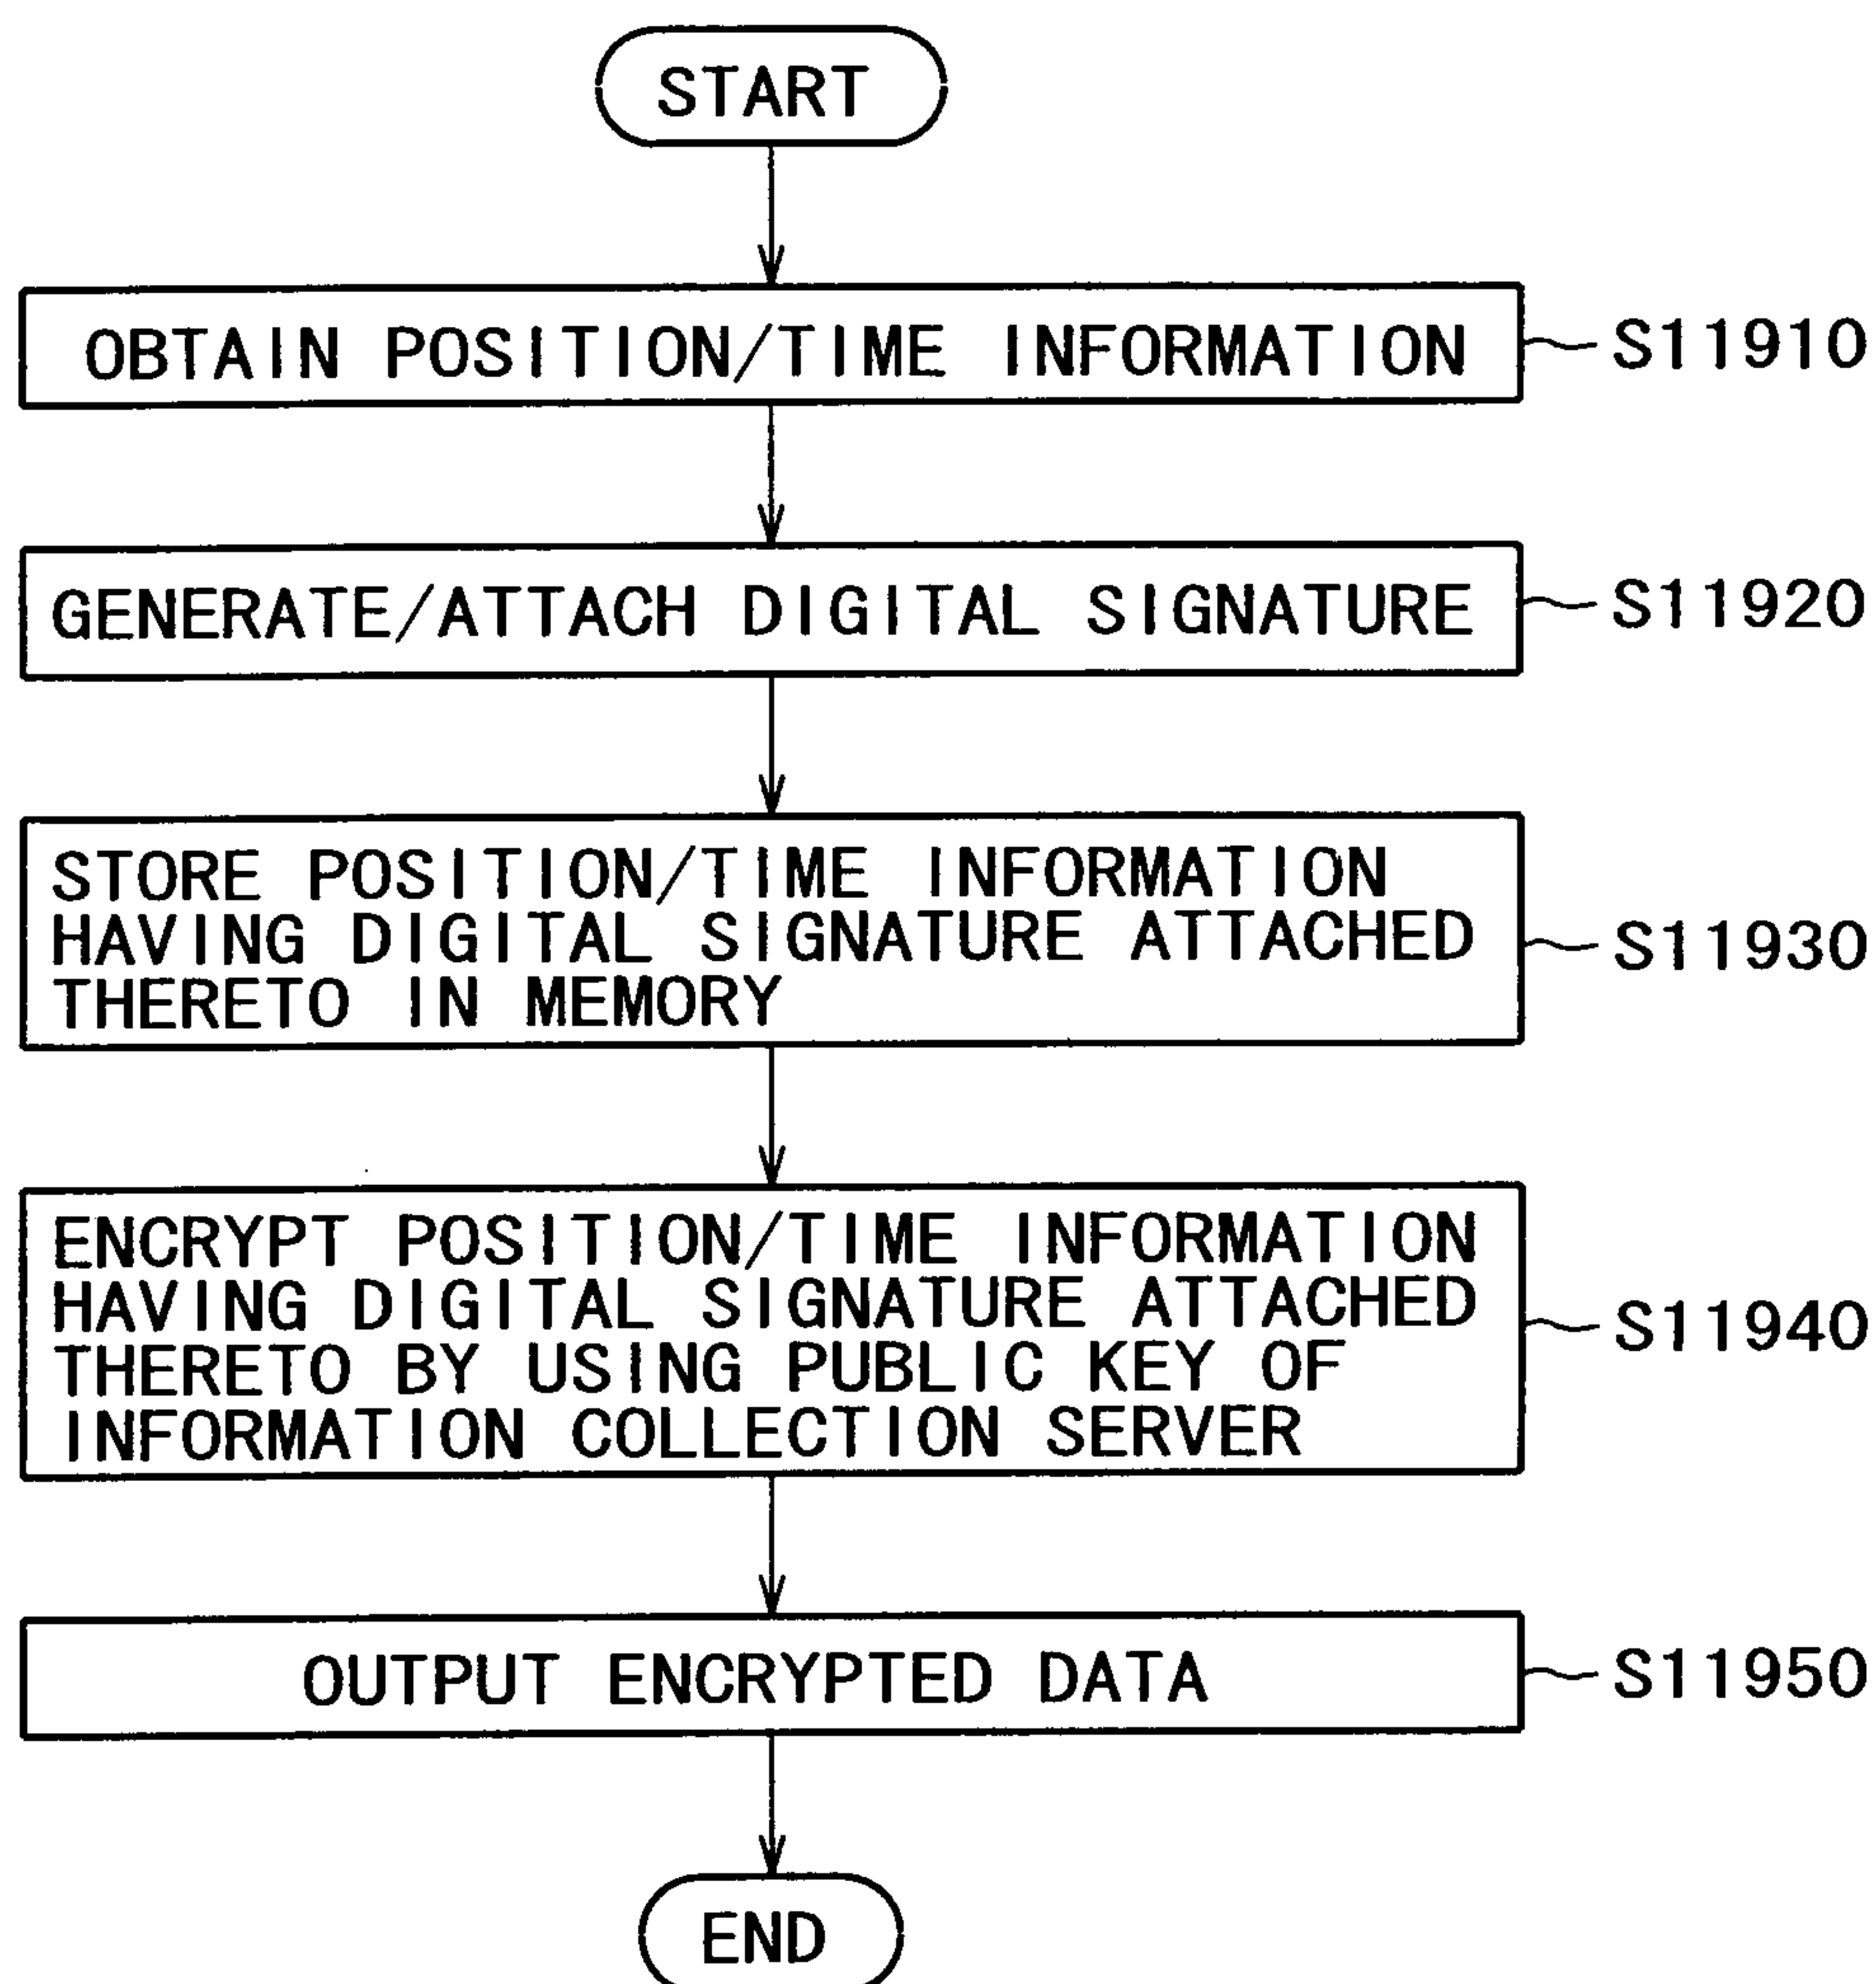 START
OBTAIN POSITION/TIME INFORMATION
S11910
GENERATE/ATTACH DIGITAL SIGNATURE
S11920
STORE POSITION/TIME INFORMATION
HAVING DIGITAL SIGNATURE ATTACHED
THERETO IN MEMORY
S11930
ENCRYPT POSITION/TIME INFORMATION
HAVING DIGITAL SIGNATURE ATTACHED
THERETO BY USING PUBLIC KEY OF
INFORMATION COLLECTION SERVER
S11940
OUTPUT ENCRYPTED DATA
S11950
END